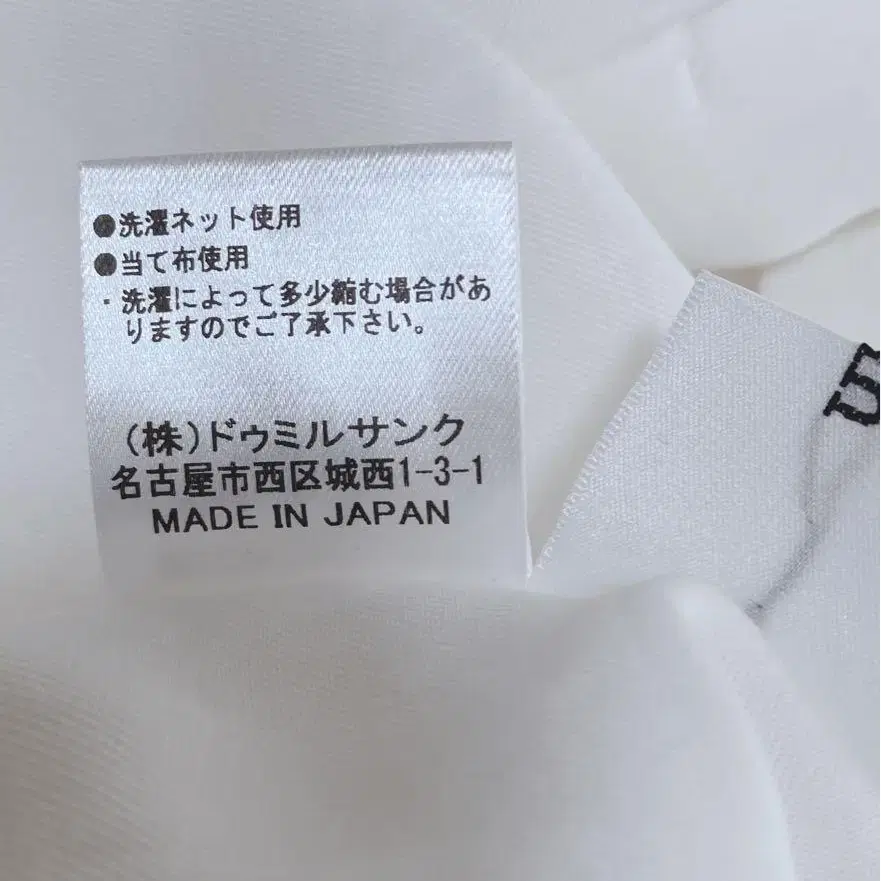 ●洗濯ネット使用
●当て布使用
・洗濯によって多少縮む場合があ
りますのでご了承下さい。
(株)ドゥミルサンク
名古屋市西区城西1-3-1
MADE IN JAPAN